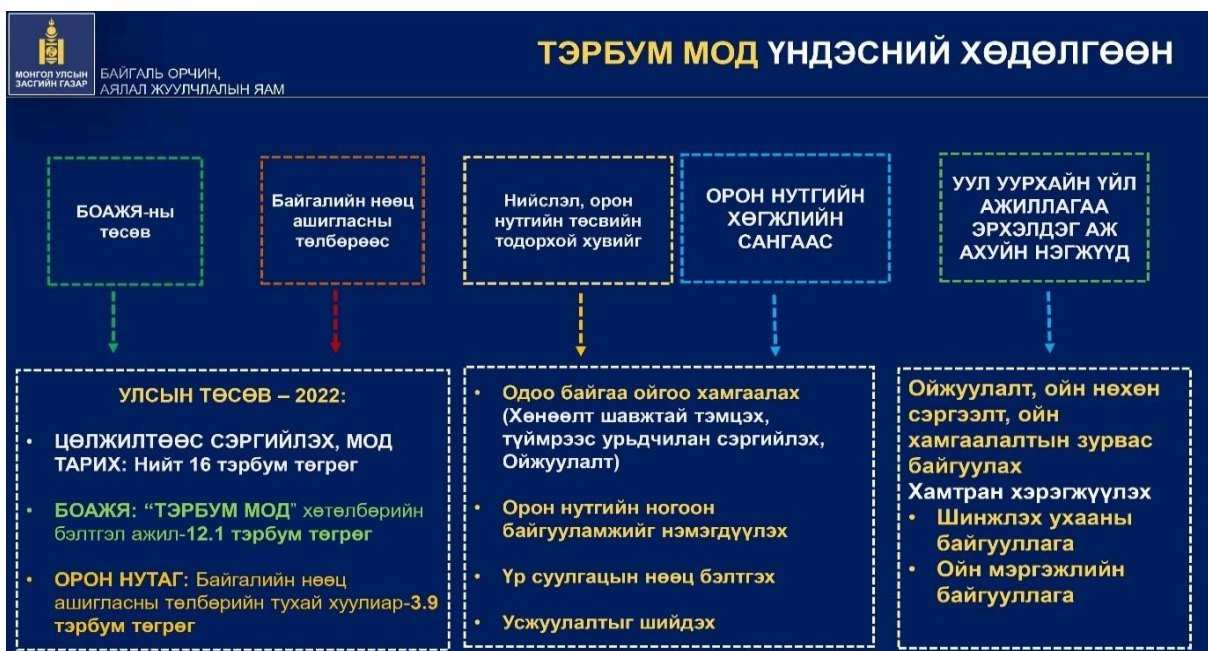 МОНГОЛ УЛСЫН
ЗАСГИЙН ГАЗАР
БАЙГАЛЬ ОРЧИН,
АЯЛАЛ ЖУУЛЧЛАЛЫН ЯАМ
ТЭРБУМ МОД ҮНДЭСНИЙ ХӨДӨЛГӨӨН
БОАЖЯ-ны
төсөв
Байгалийн нөөц
ашигласны
төлбөрөөс
Нийслэл, орон
нутгийн төсвийн
тодорхой хувийг
ОРОН НУТГИЙН
ХӨГЖЛИЙН
САНГААС
УУЛ УУРХАЙН ҮЙЛ
АЖИЛЛАГАА
ЭРХЭЛДЭГ АЖ
АХУЙН НЭГЖҮҮД
УЛСЫН ТӨСӨВ – 2022:
• ЦӨЛЖИЛТӨӨС СЭРГИЙЛЭХ, МОД
ТАРИХ: Нийт 16 тэрбум төгрөг
• БОАЖЯ: “ТЭРБУМ МОД” хөтөлбөрийн
бэлтгэл ажил-12.1 тэрбум төгрөг
• ОРОН НУТАГ: Байгалийн нөөц
ашигласны төлбөрийн тухай хуулиар-3.9
тэрбум төгрөг
• Одоо байгаа ойгоо хамгаалах
(Хөнөөлт шавжтай тэмцэх,
түймрээс урьдчилан сэргийлэх,
Ойжуулалт)
• Орон нутгийн ногоон
байгууламжийг нэмэгдүүлэх
• Үр суулгацын нөөц бэлтгэх
• Усжуулалтыг шийдэх
Ойжуулалт, ойн нөхөн
сэргээлт, ойн
хамгаалалтын зурвас
байгуулах
Хамтран хэрэгжүүлэх
• Шинжлэх ухааны
байгууллага
• Ойн мэргэжлийн
байгууллага